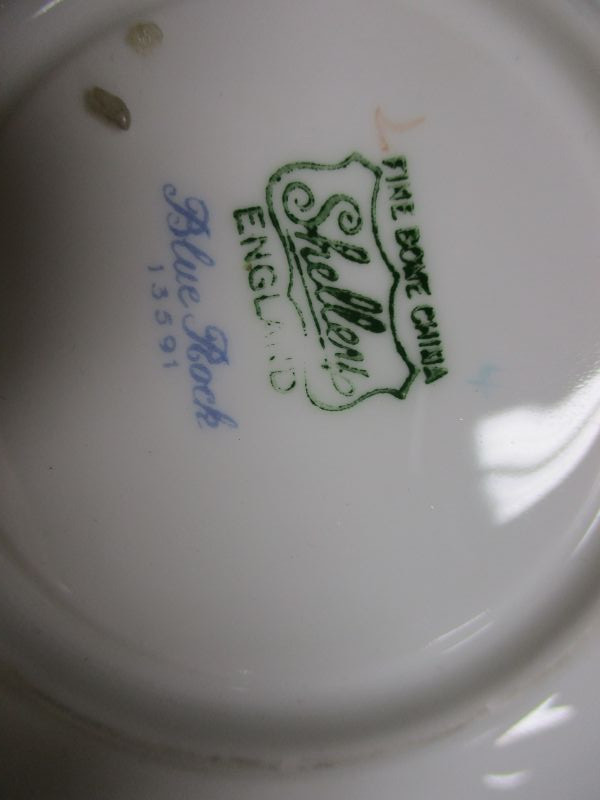 FINE BONE CHINA
Shelley
ENGLAND
Blue Rock
13591